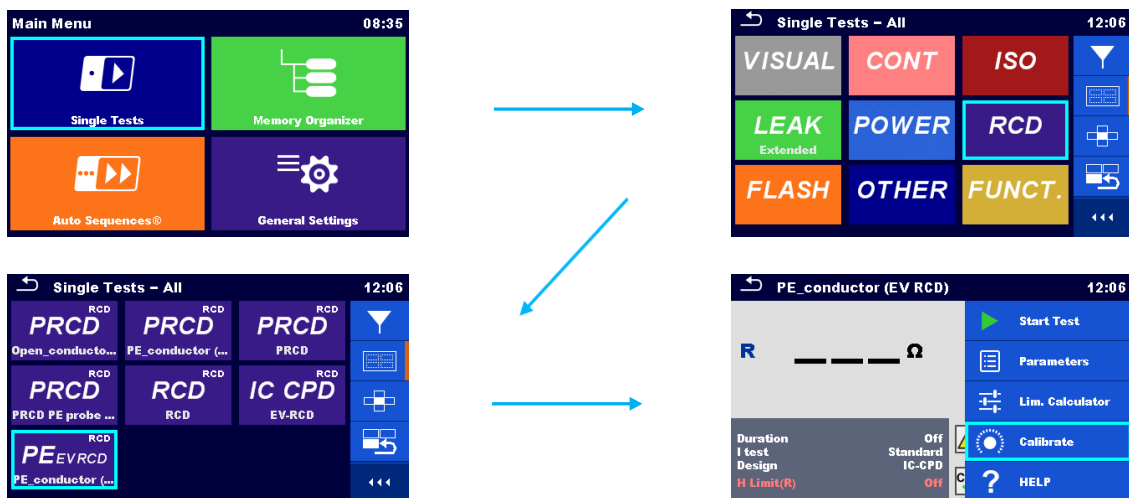 Main Menu 08:35
Single Tests Memory Organizer
Auto Sequences® General Settings
Single Tests – All 12:06
VISUAL CONT ISO
LEAK POWER RCD
Extended
FLASH OTHER FUNCT.
Single Tests – All 12:06
RCD RCD RCD
PRCD PRCD PRCD
Open_conducto... PE_conductor (... PRCD
RCD RCD RCD
PRCD RCD IC CPD
PRCD PE probe ... RCD EV-RCD
RCD
PE EV RCD
PE_conductor (...
PE_conductor (EV RCD) 12:06
Start Test
R ___ Ω Parameters
Lim. Calculator
Duration Off Calibrate
I test Standard
Design IC-CPD
H Limit(R) Off ? HELP